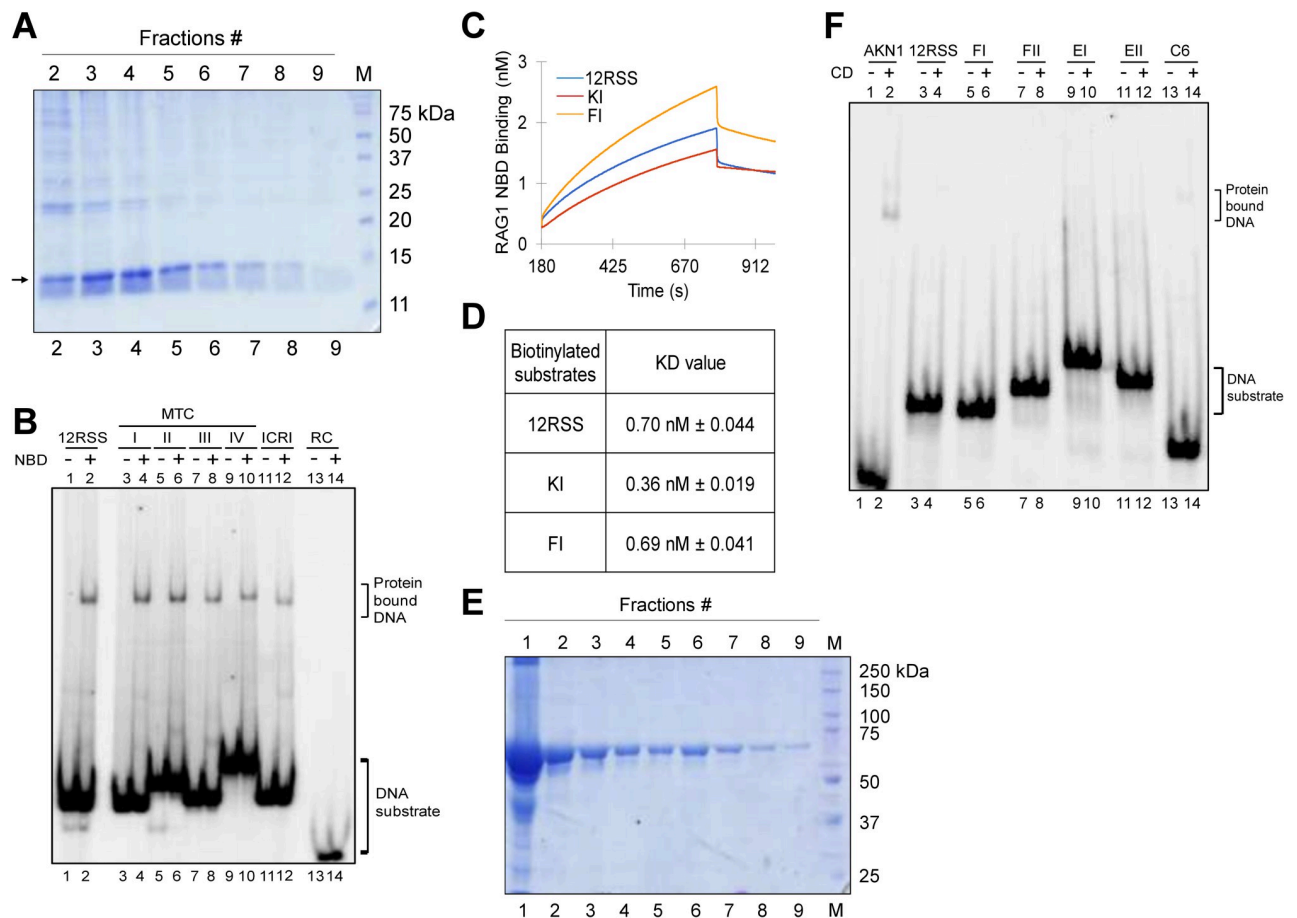 A
Fractions #
2 3 4 5 6 7 8 9 M
75 kDa
50
37
25
20
15
11
2 3 4 5 6 7 8 9
B
MTC
12RSS I II III IV ICRI RC
NBD - + - + - + - + - + - + - +
1 2 3 4 5 6 7 8 9 10 11 12 13 14
Protein
bound
DNA
DNA
substrate
1 2 3 4 5 6 7 8 9 10 11 12 13 14
C
RAG1 NBD Binding (nM)
3
2
1
0
12RSS
KI
FI
180 425 670 912
Time (s)
D
Biotinylated substrates KD value
12RSS 0.70 nM ± 0.044
KI 0.36 nM ± 0.019
FI 0.69 nM ± 0.041
E
Fractions #
1 2 3 4 5 6 7 8 9 M
250 kDa
150
100
75
50
37
25
1 2 3 4 5 6 7 8 9 M
F
AKN1 12RSS FI FII EI EII C6
CD - + - + - + - + - + - + - +
1 2 3 4 5 6 7 8 9 10 11 12 13 14
Protein
bound
DNA
DNA
substrate
1 2 3 4 5 6 7 8 9 10 11 12 13 14